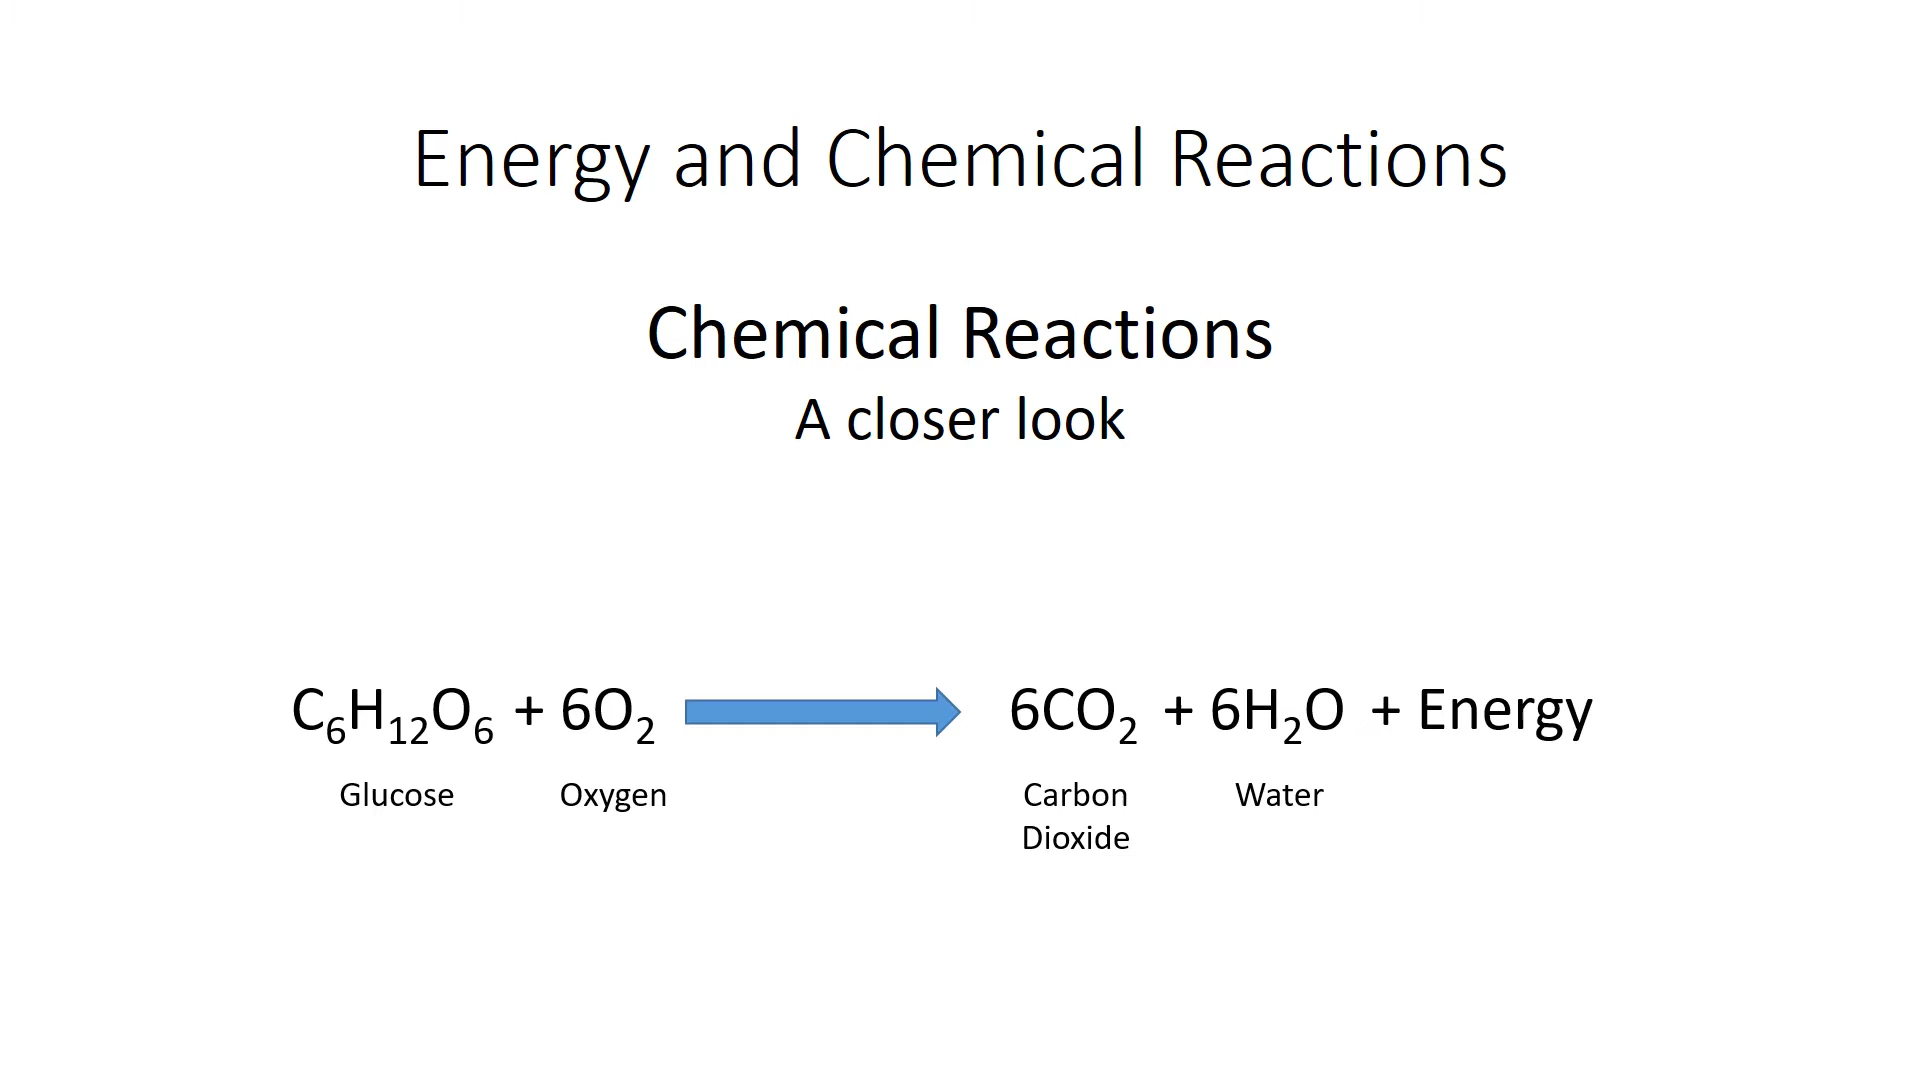 Energy and Chemical Reactions
Chemical Reactions
A closer look
C₆H₁₂O₆ + 6O₂ 6CO₂ + 6H₂O + Energy
Glucose Oxygen Carbon Water
Dioxide